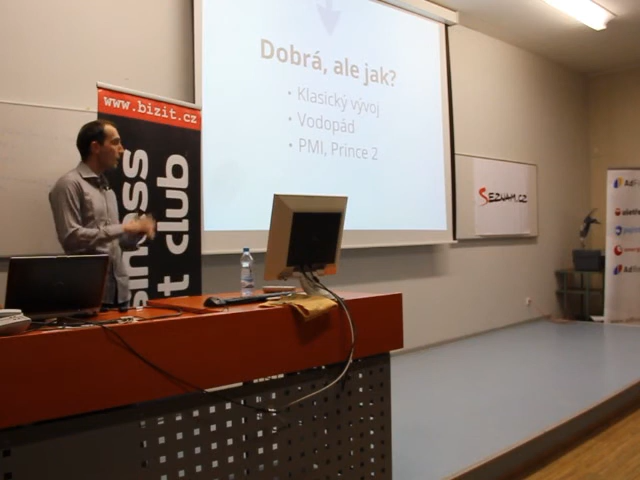 Dobrá, ale jak?
• Klasický vývoj
• Vodopád
• PMI, Prince 2
www.bizit.cz
club
SEZNAM.CZ